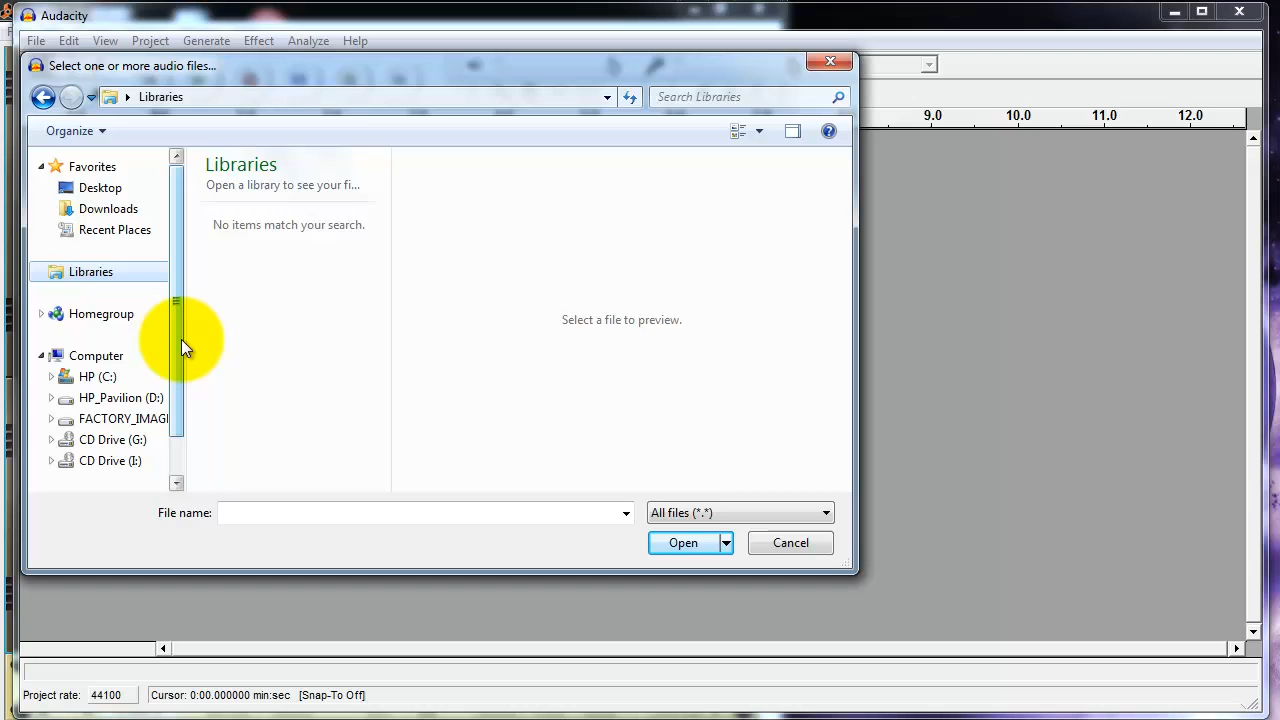 Audacity
File Edit View Project Generate Effect Analyze Help
Select one or more audio files...
Libraries
Search Libraries
9.0 10.0 11.0 12.0
Organize
Favorites
Desktop
Downloads
Recent Places
Libraries
Homegroup
Computer
HP (C:)
HP_Pavilion (D:)
FACTORY_IMAG
CD Drive (G:)
CD Drive (I:)
Libraries
Open a library to see your fi...
No items match your search.
Select a file to preview.
File name:
All files (*.*)
Open Cancel
Project rate: 44100 Cursor: 0:00.000000 min:sec [Snap-To Off]